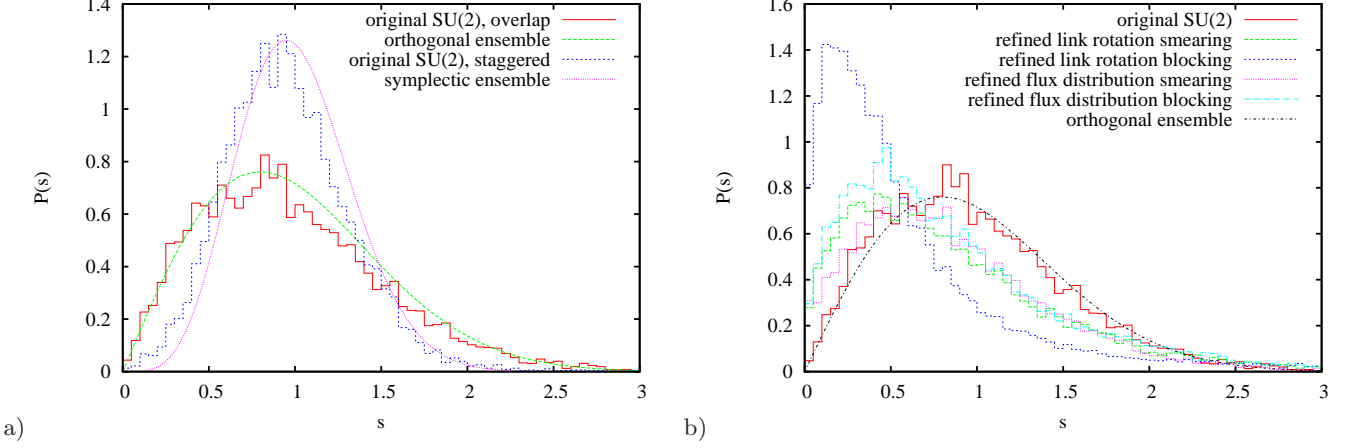 original SU(2), overlap
orthogonal ensemble
original SU(2), staggered
symplectic ensemble
P(s)
1.4
1.2
1
0.8
0.6
0.4
0.2
0
0 0.5 1 1.5 2 2.5 3
s
a)
original SU(2)
refined link rotation smearing
refined link rotation blocking
refined flux distribution smearing
refined flux distribution blocking
orthogonal ensemble
P(s)
1.6
1.4
1.2
1
0.8
0.6
0.4
0.2
0
0 0.5 1 1.5 2 2.5 3
s
b)